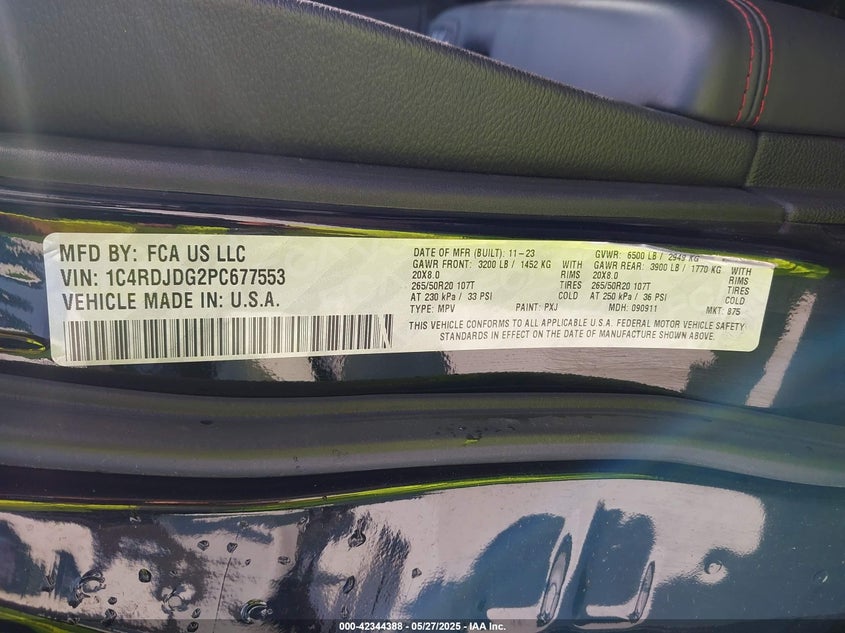 MFD BY: FCA US LLC
VIN: 1C4RDJDG2PC677553
VEHICLE MADE IN: U.S.A.
DATE OF MFR (BUILT): 11-23 GVWR: 6500 LB / 2949 KG
GAWR FRONT: 3200 LB / 1452 KG WITH GAWR REAR: 3900 LB / 1770 KG WITH
20X8.0 RIMS 20X8.0 RIMS
265/50R20 107T TIRES 265/50R20 107T TIRES
AT 230 kPa / 33 PSI COLD AT 250 kPa / 36 PSI COLD
TYPE: MPV PAINT: PXJ MDH: 090911 MKT: 875
THIS VEHICLE CONFORMS TO ALL APPLICABLE U.S.A. FEDERAL MOTOR VEHICLE SAFETY
STANDARDS IN EFFECT ON THE DATE OF MANUFACTURE SHOWN ABOVE.
000-42344388 - 05/27/2025 - IAA Inc.